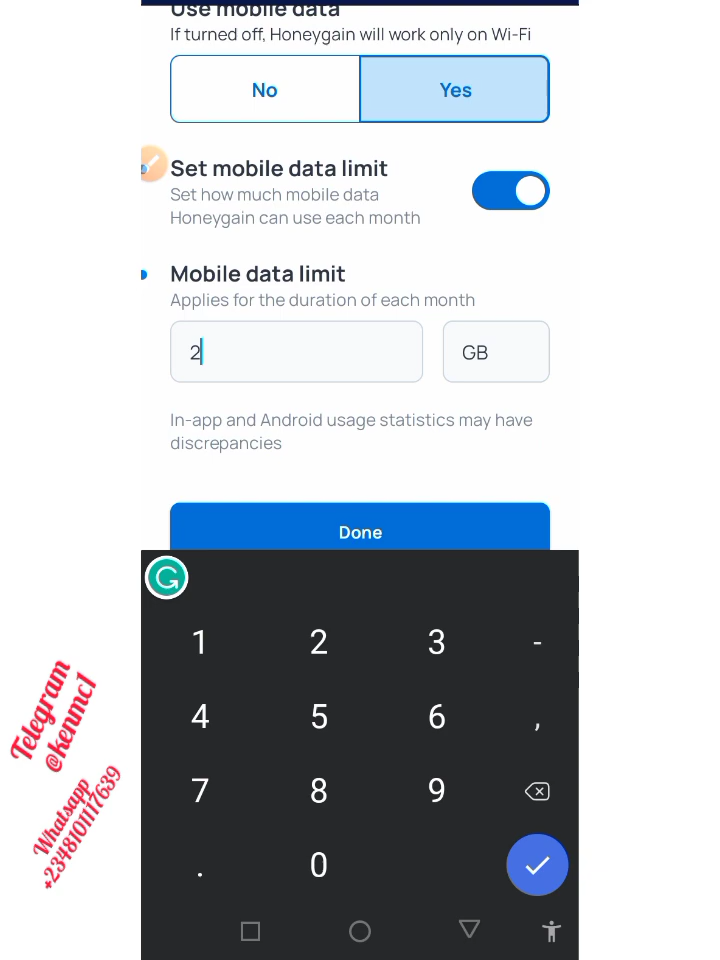 Use mobile data
If turned off, Honeygain will work only on Wi-Fi
No
Yes
Set mobile data limit
Set how much mobile data
Honeygain can use each month
Mobile data limit
Applies for the duration of each month
2
GB
In-app and Android usage statistics may have
discrepancies
Done
1 2 3 -
4 5 6 ,
7 8 9
. 0
Telegram
@kenmc1
Whatsapp
+2348101117639